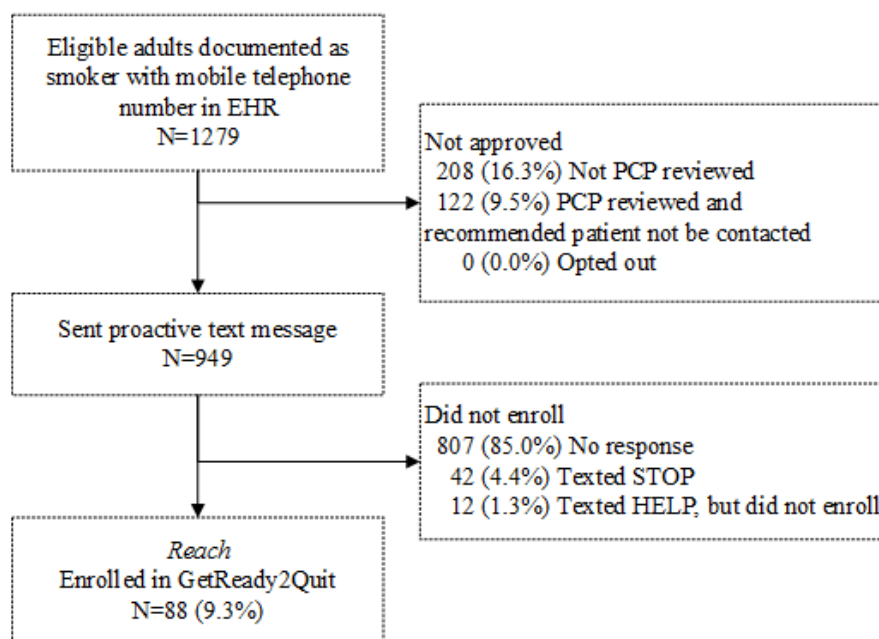 Eligible adults documented as
smoker with mobile telephone
number in EHR
N=1279
Not approved
208 (16.3%) Not PCP reviewed
122 (9.5%) PCP reviewed and
recommended patient not be contacted
0 (0.0%) Opted out
Sent proactive text message
N=949
Did not enroll
807 (85.0%) No response
42 (4.4%) Texted STOP
12 (1.3%) Texted HELP, but did not enroll
Reach
Enrolled in GetReady2Quit
N=88 (9.3%)